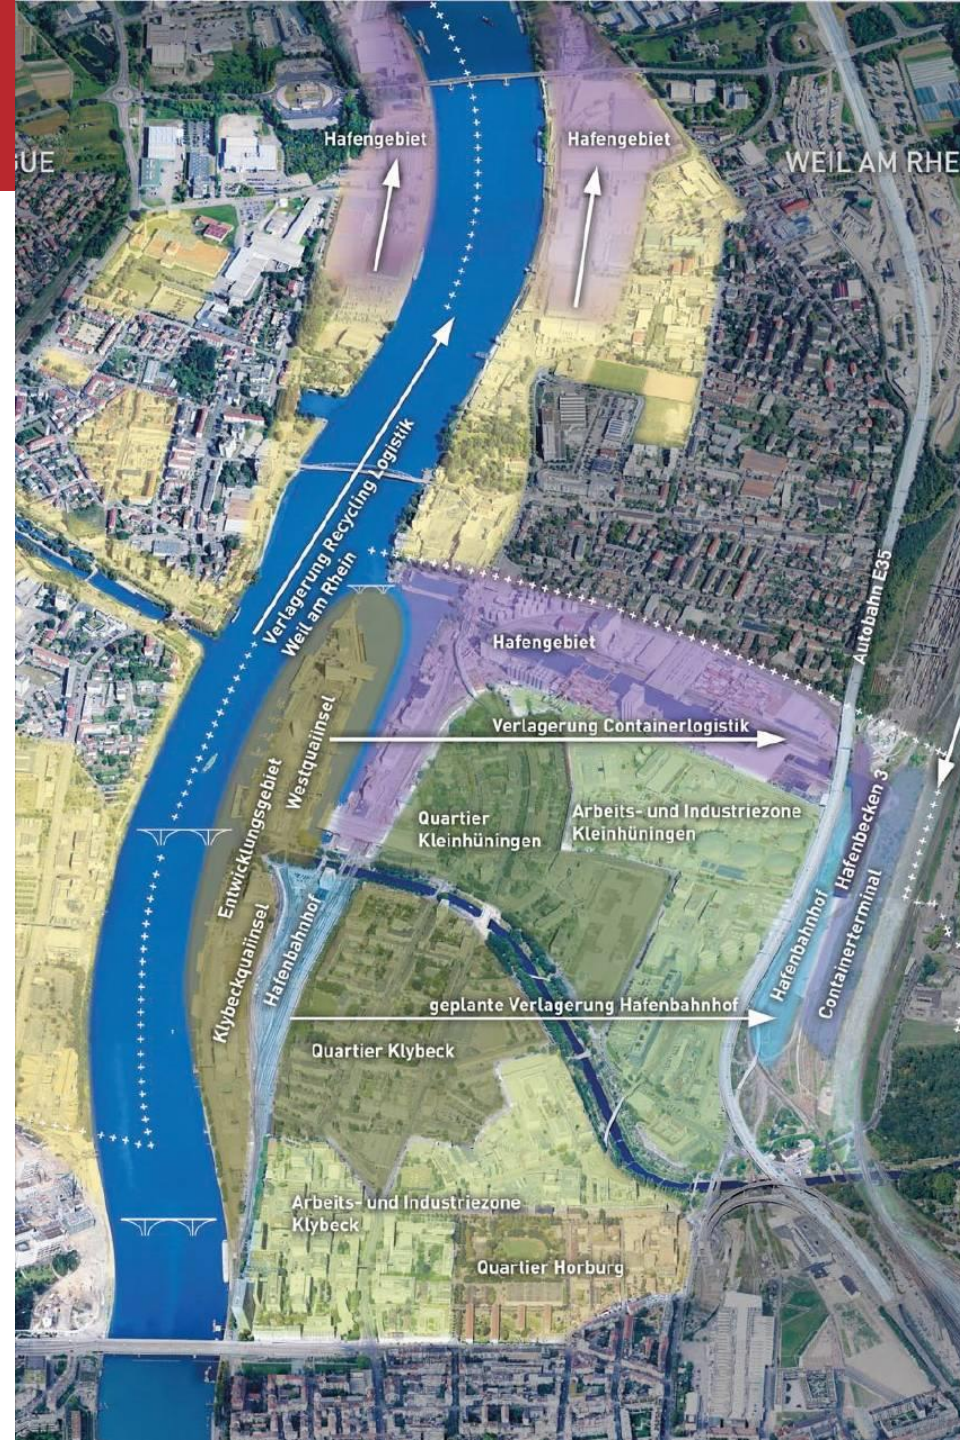 Hafengebiet
Hafengebiet
GUE
WEIL AM RHE
Verlagerung Recycling Logistik
Weil am Rhein
Autobahn E35
Hafengebiet
Verlagerung Containerlogistik
Westquaiinsel
Entwicklungsgebiet
Quartier
Kleinhüningen
Arbeits- und Industriezone
Kleinhüningen
Hafenbecken 3
Klybeckquaiinsel
Hafenbahnhof
Hafenbahnhof
Containerterminal
geplante Verlagerung Hafenbahnhof
Quartier Klybeck
Arbeits- und Industriezone
Klybeck
Quartier Horburg